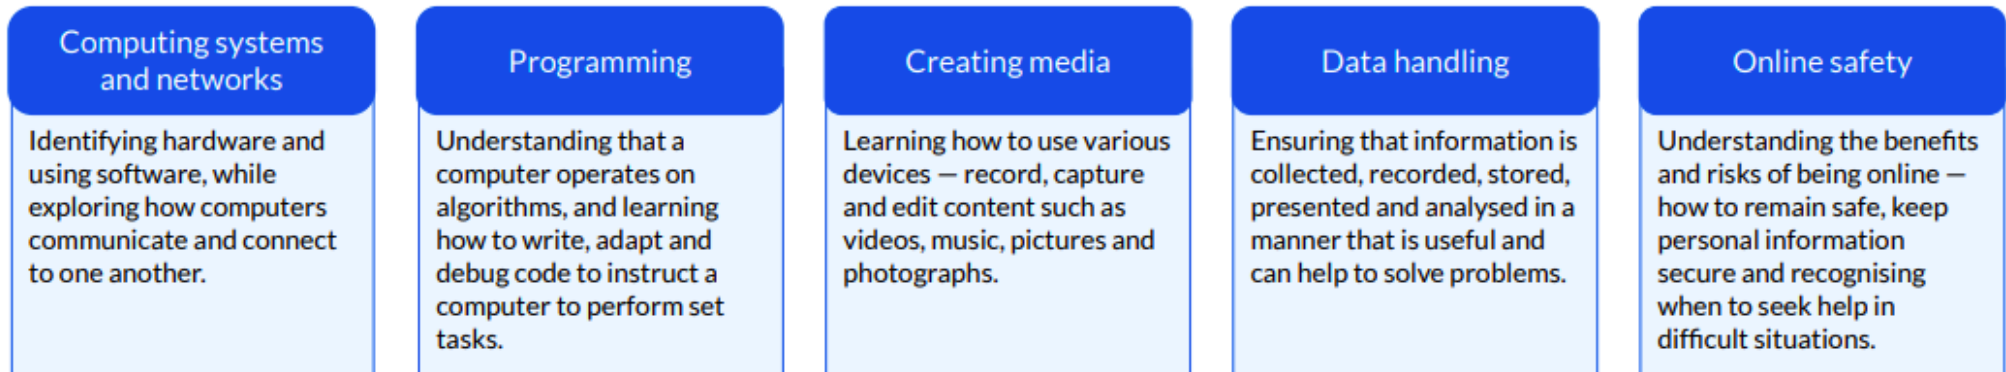 Computing systems
and networks
Identifying hardware and
using software, while
exploring how computers
communicate and connect
to one another.
Programming
Understanding that a
computer operates on
algorithms, and learning
how to write, adapt and
debug code to instruct a
computer to perform set
tasks.
Creating media
Learning how to use various
devices — record, capture
and edit content such as
videos, music, pictures and
photographs.
Data handling
Ensuring that information is
collected, recorded, stored,
presented and analysed in a
manner that is useful and
can help to solve problems.
Online safety
Understanding the benefits
and risks of being online —
how to remain safe, keep
personal information
secure and recognising
when to seek help in
difficult situations.